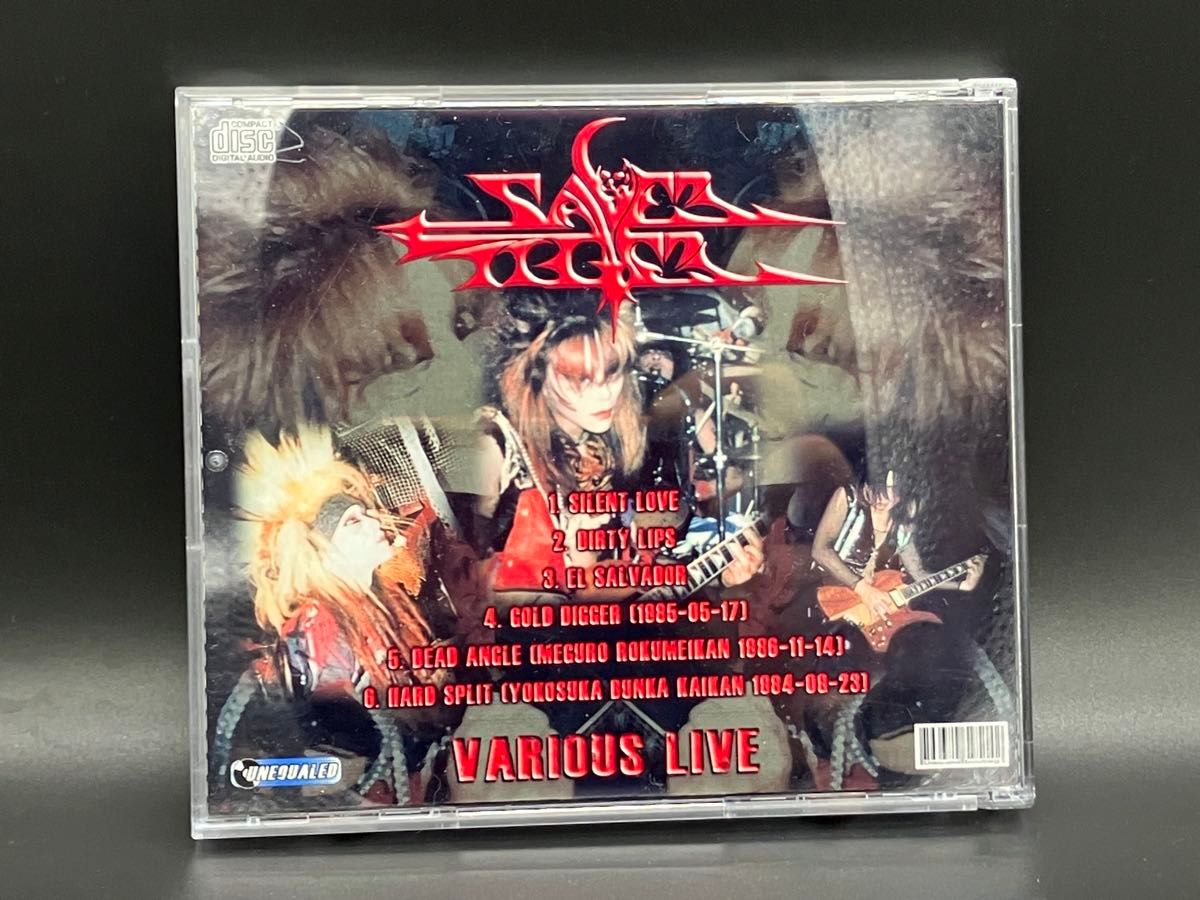 COMPACT
disc
DIGITAL AUDIO
SAVER
TIGER
1. SILENT LOVE
2. DIRTY LIPS
3. EL SALVADOR
4. GOLD DIGGER (1985-05-17)
5. DEAD ANGLE (MEGURO ROKUMEIKAN 1986-11-14)
6. HARD SPLIT (YOKOSUKA BUNKA KAIKAN 1984-08-23)
VARIOUS LIVE
UNEQUALED